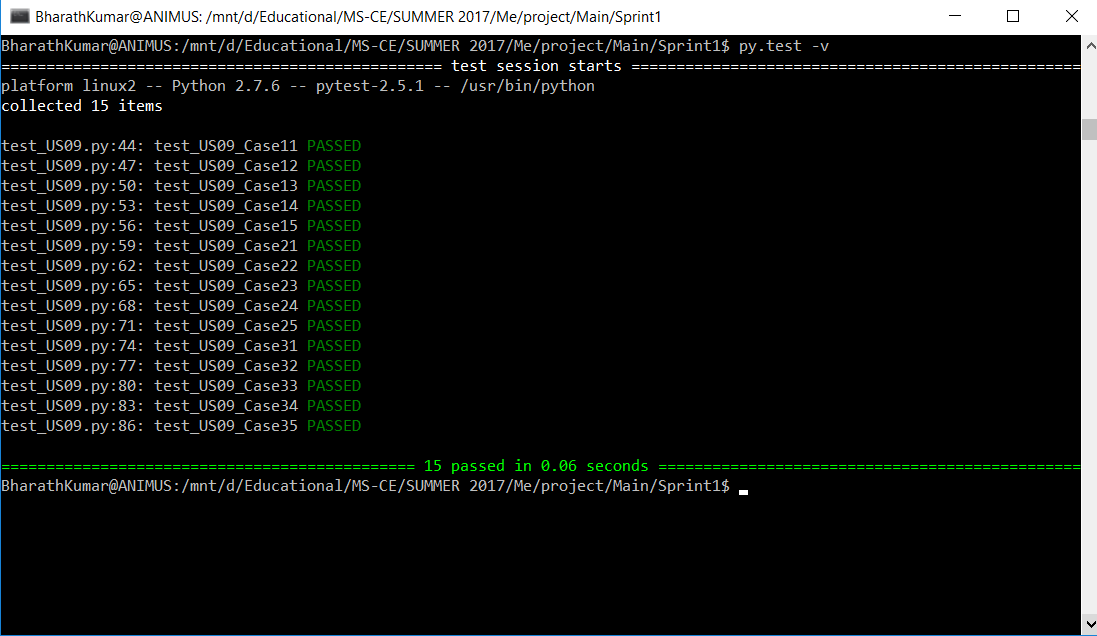 BharathKumar@ANIMUS: /mnt/d/Educational/MS-CE/SUMMER 2017/Me/project/Main/Sprint1
BharathKumar@ANIMUS:/mnt/d/Educational/MS-CE/SUMMER 2017/Me/project/Main/Sprint1$ py.test -v
================================================= test session starts ==================================================
platform linux2 -- Python 2.7.6 -- pytest-2.5.1 -- /usr/bin/python
collected 15 items
test_US09.py:44: test_US09_Case11 PASSED
test_US09.py:47: test_US09_Case12 PASSED
test_US09.py:50: test_US09_Case13 PASSED
test_US09.py:53: test_US09_Case14 PASSED
test_US09.py:56: test_US09_Case15 PASSED
test_US09.py:59: test_US09_Case21 PASSED
test_US09.py:62: test_US09_Case22 PASSED
test_US09.py:65: test_US09_Case23 PASSED
test_US09.py:68: test_US09_Case24 PASSED
test_US09.py:71: test_US09_Case25 PASSED
test_US09.py:74: test_US09_Case31 PASSED
test_US09.py:77: test_US09_Case32 PASSED
test_US09.py:80: test_US09_Case33 PASSED
test_US09.py:83: test_US09_Case34 PASSED
test_US09.py:86: test_US09_Case35 PASSED
============================================== 15 passed in 0.06 seconds ===============================================
BharathKumar@ANIMUS:/mnt/d/Educational/MS-CE/SUMMER 2017/Me/project/Main/Sprint1$